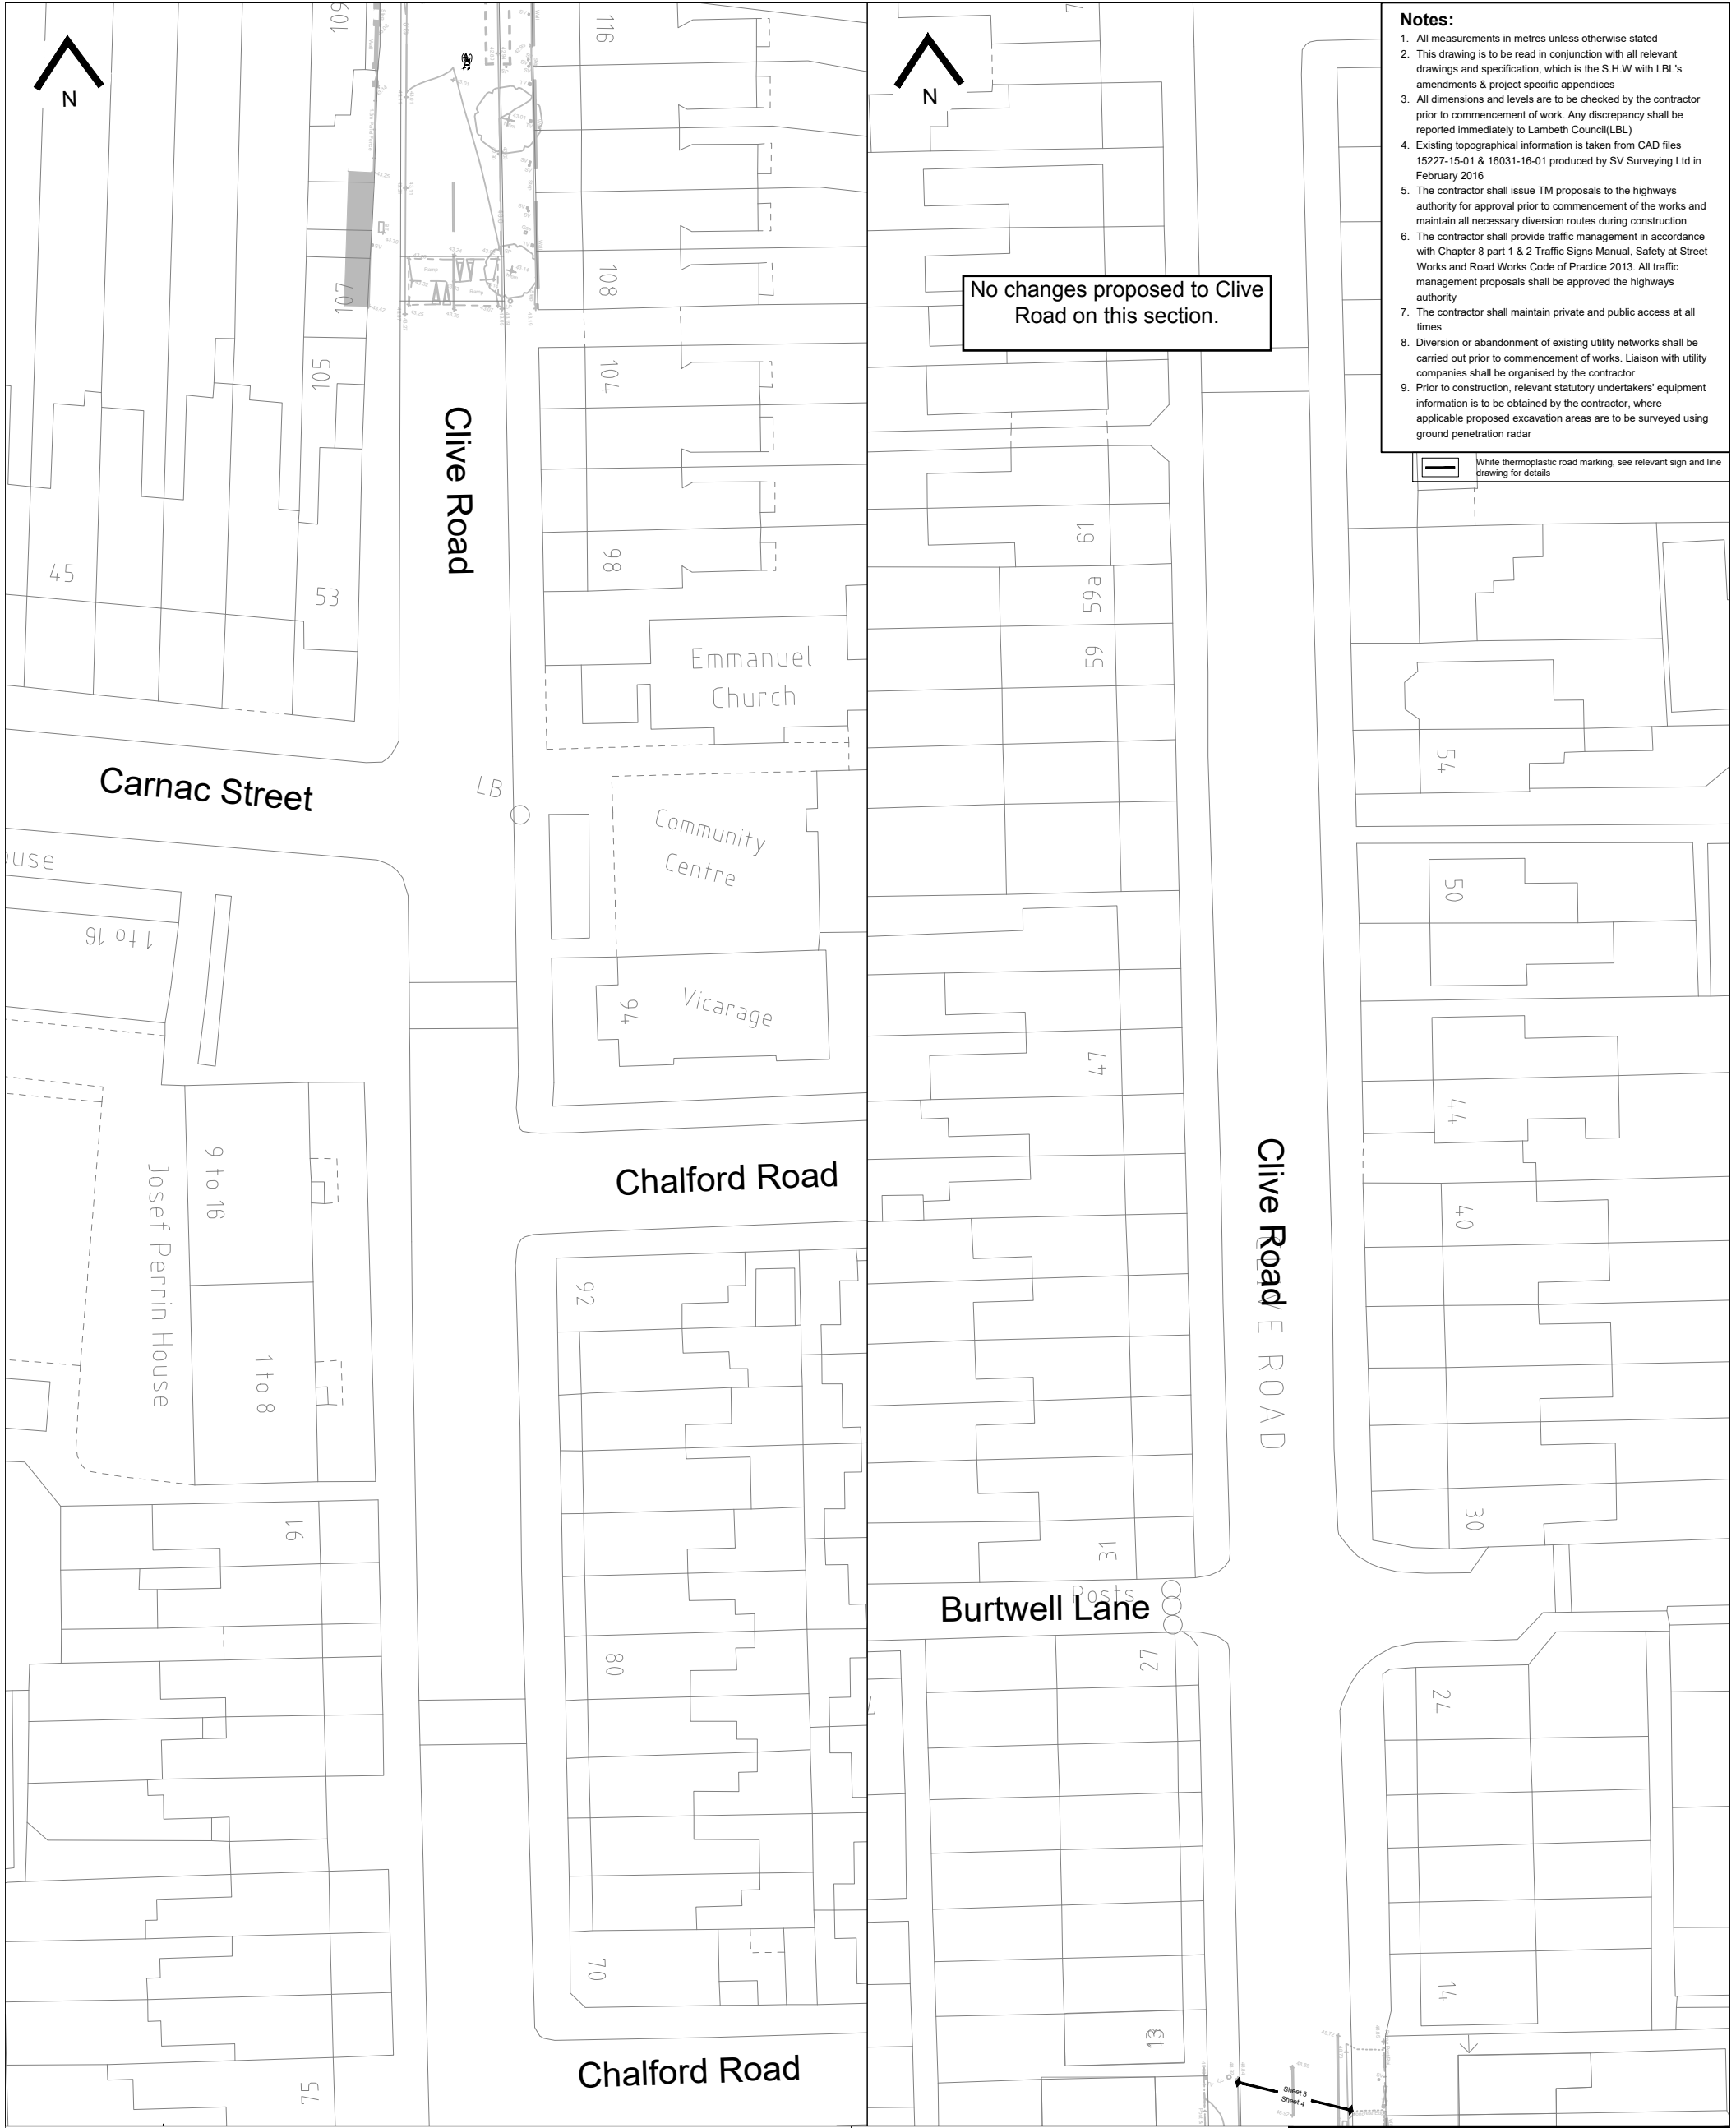 N
109
116
107
108
105
104
Clive Road
98
45
53
Emmanuel
Church
Carnac Street
LB
Community
Centre
1 to 16
94
Vicarage
9 to 16
Josef Perrin House
Chalford Road
92
1 to 8
91
80
70
Chalford Road
75
N
No changes proposed to Clive
Road on this section.
61
59a
59
54
50
47
44
Clive Road
CLIVE ROAD
40
30
31
Posts
Burtwell Lane
27
24
14
13
Sheet 3
Sheet 4
Notes:
1. All measurements in metres unless otherwise stated
2. This drawing is to be read in conjunction with all relevant
drawings and specification, which is the S.H.W with LBL's
amendments & project specific appendices
3. All dimensions and levels are to be checked by the contractor
prior to commencement of work. Any discrepancy shall be
reported immediately to Lambeth Council(LBL)
4. Existing topographical information is taken from CAD files
15227-15-01 & 16031-16-01 produced by SV Surveying Ltd in
February 2016
5. The contractor shall issue TM proposals to the highways
authority for approval prior to commencement of the works and
maintain all necessary diversion routes during construction
6. The contractor shall provide traffic management in accordance
with Chapter 8 part 1 & 2 Traffic Signs Manual, Safety at Street
Works and Road Works Code of Practice 2013. All traffic
management proposals shall be approved the highways
authority
7. The contractor shall maintain private and public access at all
times
8. Diversion or abandonment of existing utility networks shall be
carried out prior to commencement of works. Liaison with utility
companies shall be organised by the contractor
9. Prior to construction, relevant statutory undertakers' equipment
information is to be obtained by the contractor, where
applicable proposed excavation areas are to be surveyed using
ground penetration radar
White thermoplastic road marking, see relevant sign and line
drawing for details